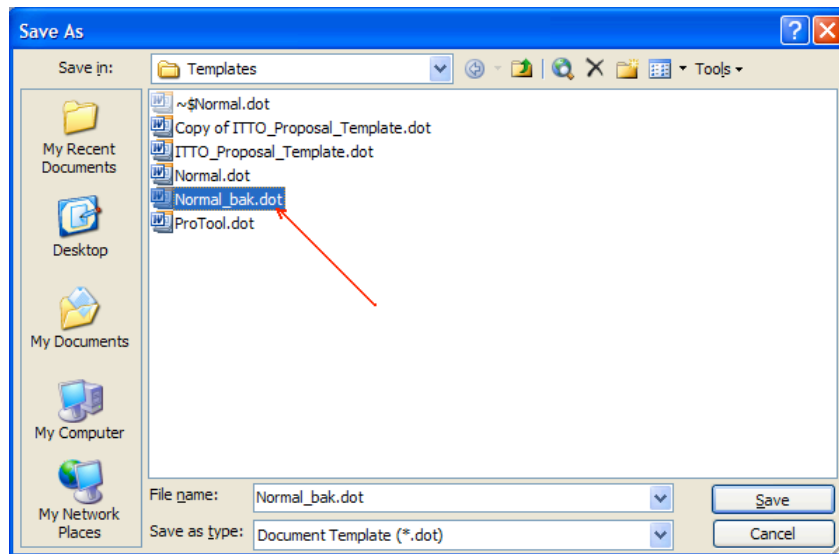 Save As
Save in:
Templates
Tools
~$Normal.dot
Copy of ITTO_Proposal_Template.dot
ITTO_Proposal_Template.dot
Normal.dot
Normal_bak.dot
ProTool.dot
My Recent
Documents
Desktop
My Documents
My Computer
My Network
Places
File name:
Normal_bak.dot
Save
Save as type:
Document Template (*.dot)
Cancel